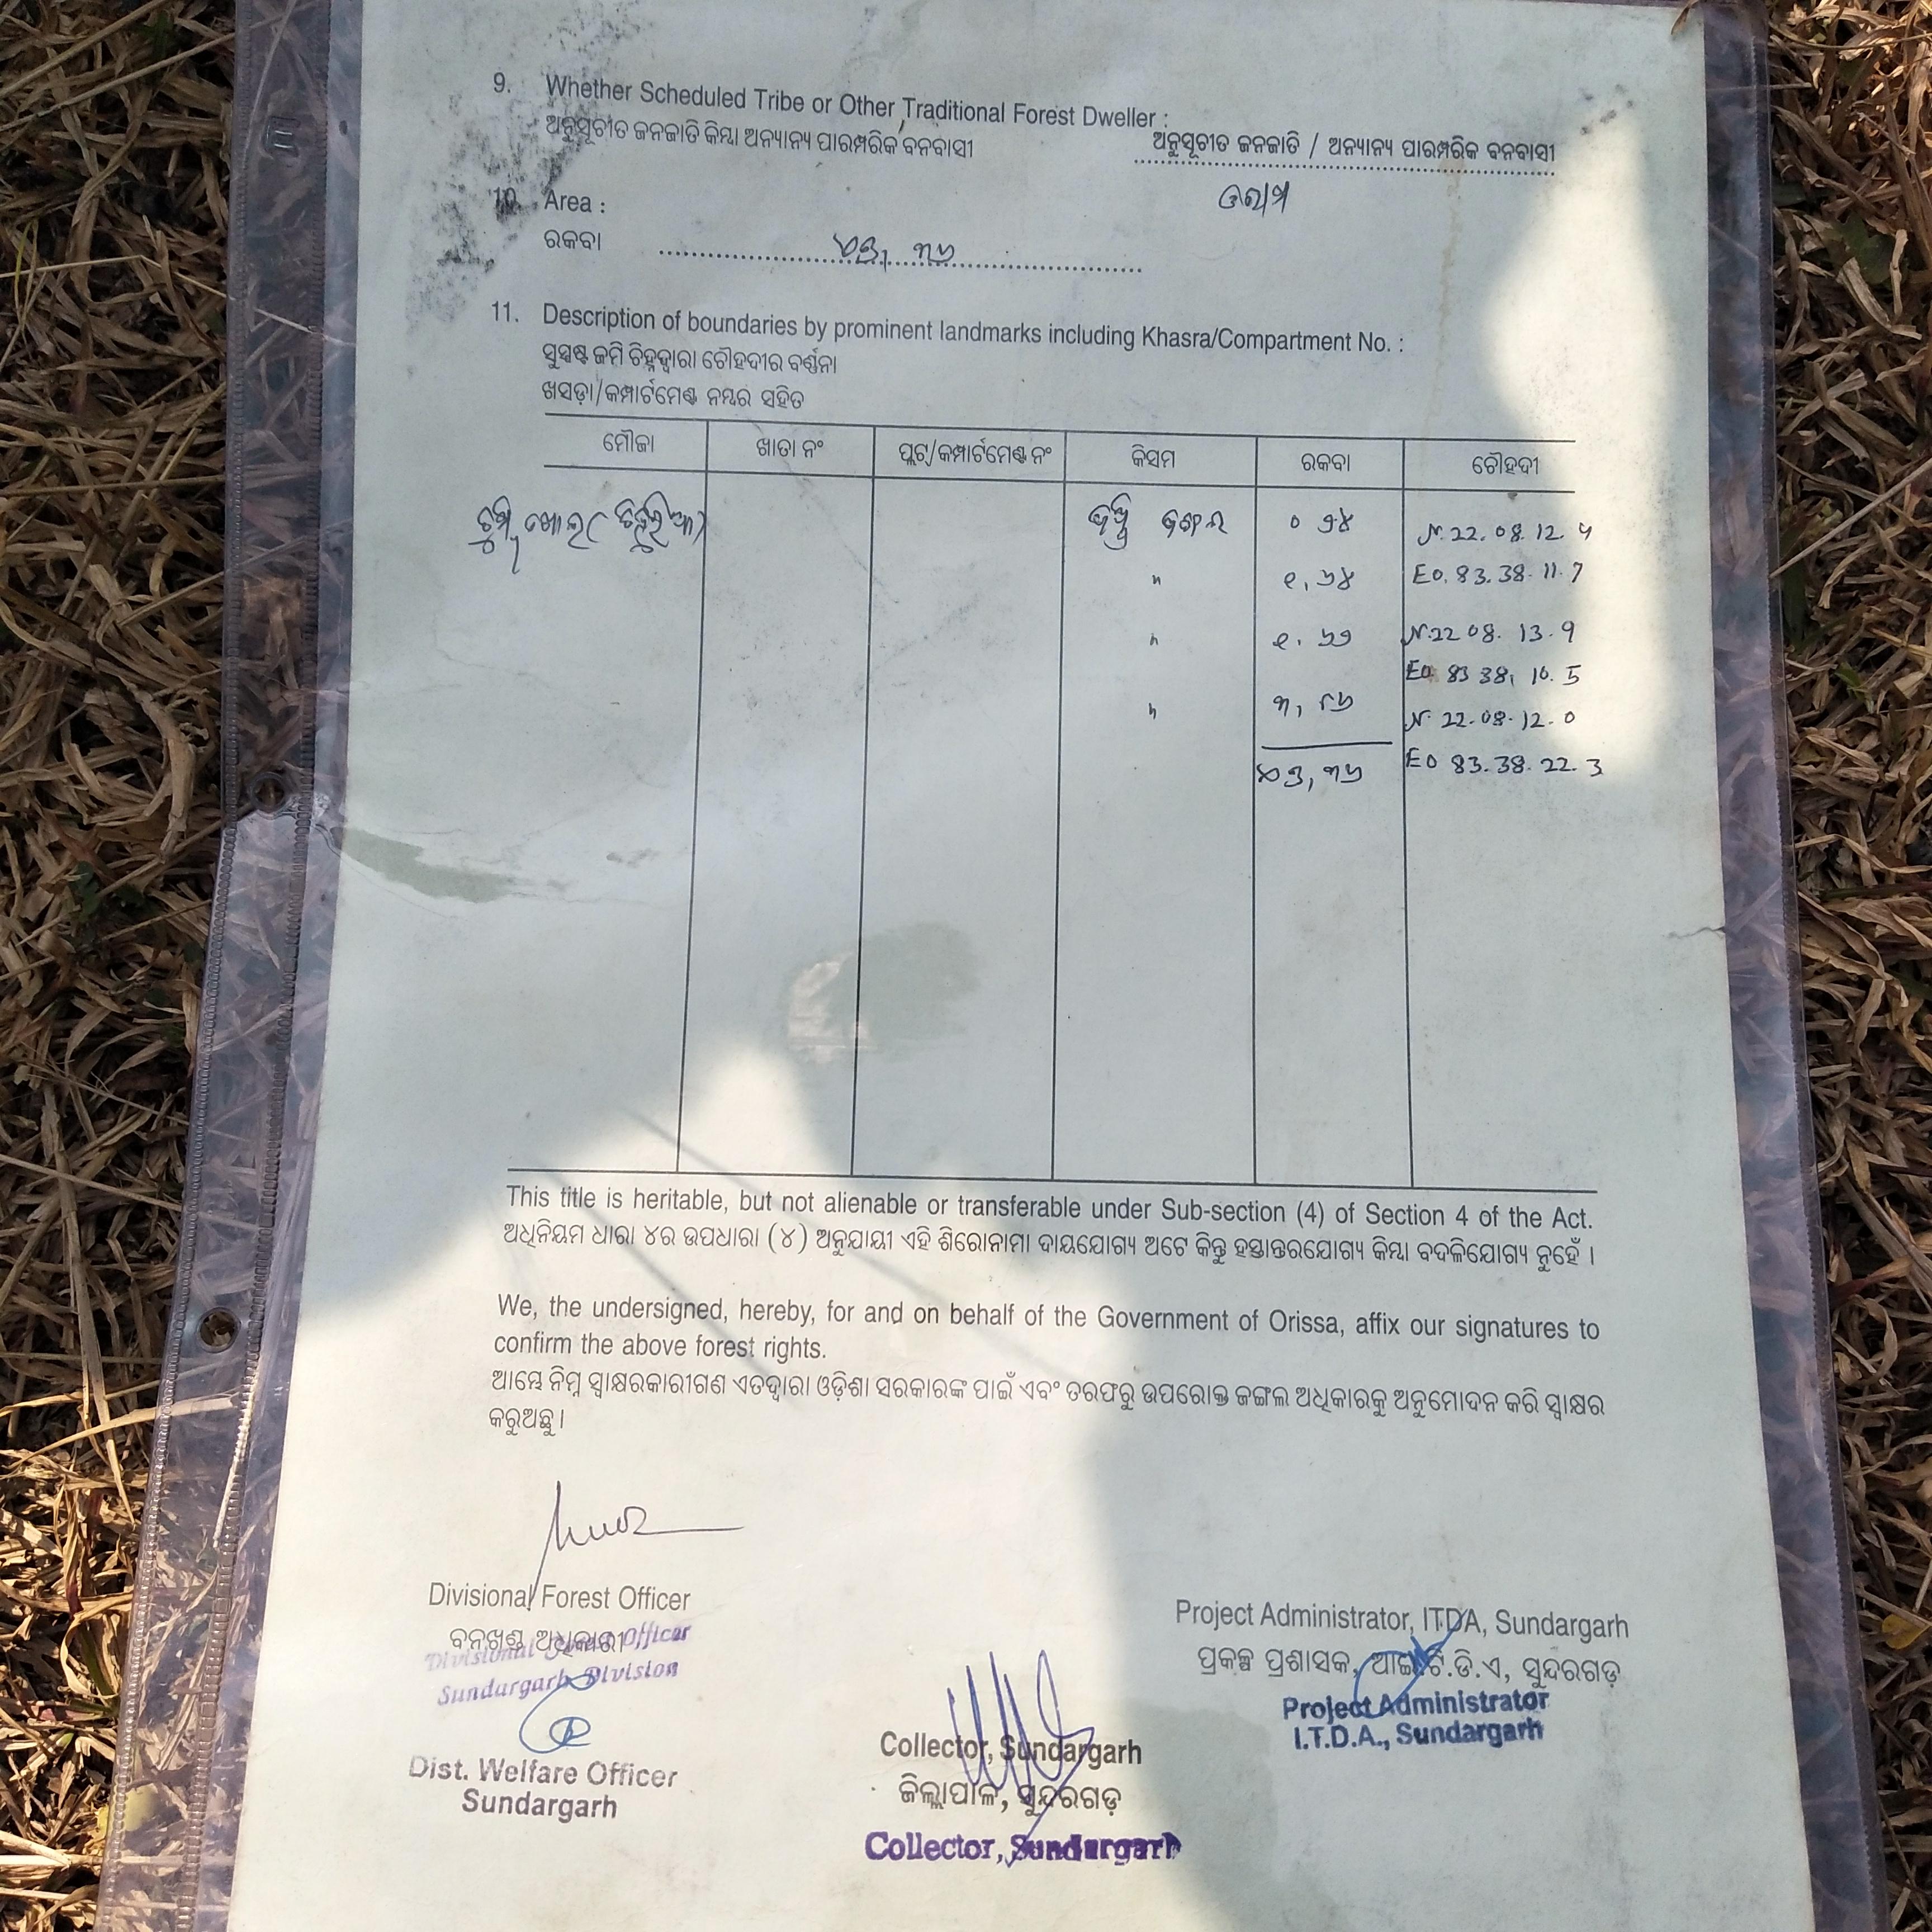 9. Whether Scheduled Tribe or Other Traditional Forest Dweller :
ଅନୁସୂଚୀତ ଜନଜାତି କିମ୍ବା ଅନ୍ୟାନ୍ୟ ପାରମ୍ପରିକ ବନବାସୀ ଅନୁସୂଚୀତ ଜନଜାତି / ଅନ୍ୟାନ୍ୟ ପାରମ୍ପରିକ ବନବାସୀ
10. Area :
ରକବା
11. Description of boundaries by prominent landmarks including Khasra/Compartment No. :
ସୁସ୍ପଷ୍ଟ ଜମି ଚିହ୍ନଦ୍ୱାରା ଚୌହଦୀର ବର୍ଣ୍ଣନା
ଖସଡ଼ା/କମ୍ପାର୍ଟମେଣ୍ଟ ନମ୍ବର ସହିତ
ମୌଜା ଖାତା ନଂ ପ୍ଲଟ୍/କମ୍ପାର୍ଟମେଣ୍ଟ ନଂ କିସମ ରକବା ଚୌହଦୀ
N. 22. 08. 12. 4
E0. 83. 38. 11. 7
N. 22 08. 13. 9
E0 83 38, 10. 5
N. 22-08-12.0
E0 83.38.22.3
This title is heritable, but not alienable or transferable under Sub-section (4) of Section 4 of the Act.
ଅଧିନିୟମ ଧାରା ୪ର ଉପଧାରା (୪) ଅନୁଯାୟୀ ଏହି ଶିରୋନାମା ଦାୟଯୋଗ୍ୟ ଅଟେ କିନ୍ତୁ ହସ୍ତାନ୍ତରଯୋଗ୍ୟ କିମ୍ବା ବଦଳିଯୋଗ୍ୟ ନୁହେଁ ।
We, the undersigned, hereby, for and on behalf of the Government of Orissa, affix our signatures to
confirm the above forest rights.
ଆମ୍ଭେ ନିମ୍ନ ସ୍ୱାକ୍ଷରକାରୀଗଣ ଏତଦ୍ଦ୍ୱାରା ଓଡ଼ିଶା ସରକାରଙ୍କ ପାଇଁ ଏବଂ ତରଫରୁ ଉପରୋକ୍ତ ଜଙ୍ଗଲ ଅଧିକାରକୁ ଅନୁମୋଦନ କରି ସ୍ୱାକ୍ଷର
କରୁଅଛୁ ।
Divisional Forest Officer
ବନଖଣ୍ଡ ଅଧିକାରୀ
Divisional Forest Officer
Sundargarh Division
Dist. Welfare Officer
Sundargarh
Collector, Sundargarh
ଜିଲ୍ଲାପାଳ, ସୁନ୍ଦରଗଡ଼
Collector, Sundargarh
Project Administrator, ITDA, Sundargarh
ପ୍ରକଳ୍ପ ପ୍ରଶାସକ, ଆଇ.ଟି.ଡି.ଏ, ସୁନ୍ଦରଗଡ଼
Project Administrator
I.T.D.A., Sundargarh